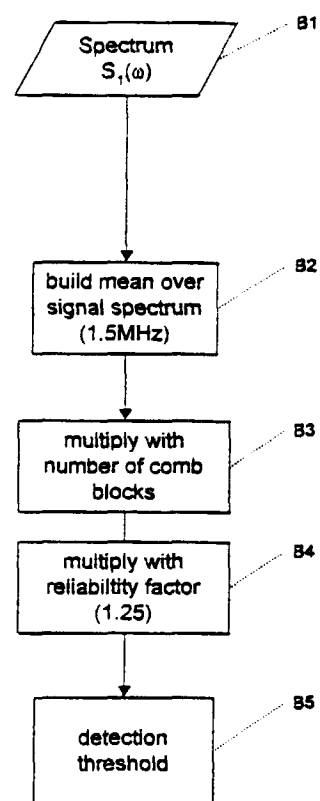 B1
Spectrum
S₁(ω)
B2
build mean over
signal spectrum
(1.5MHz)
B3
multiply with
number of comb
blocks
B4
multiply with
reliabiltity factor
(1.25)
B5
detection
threshold